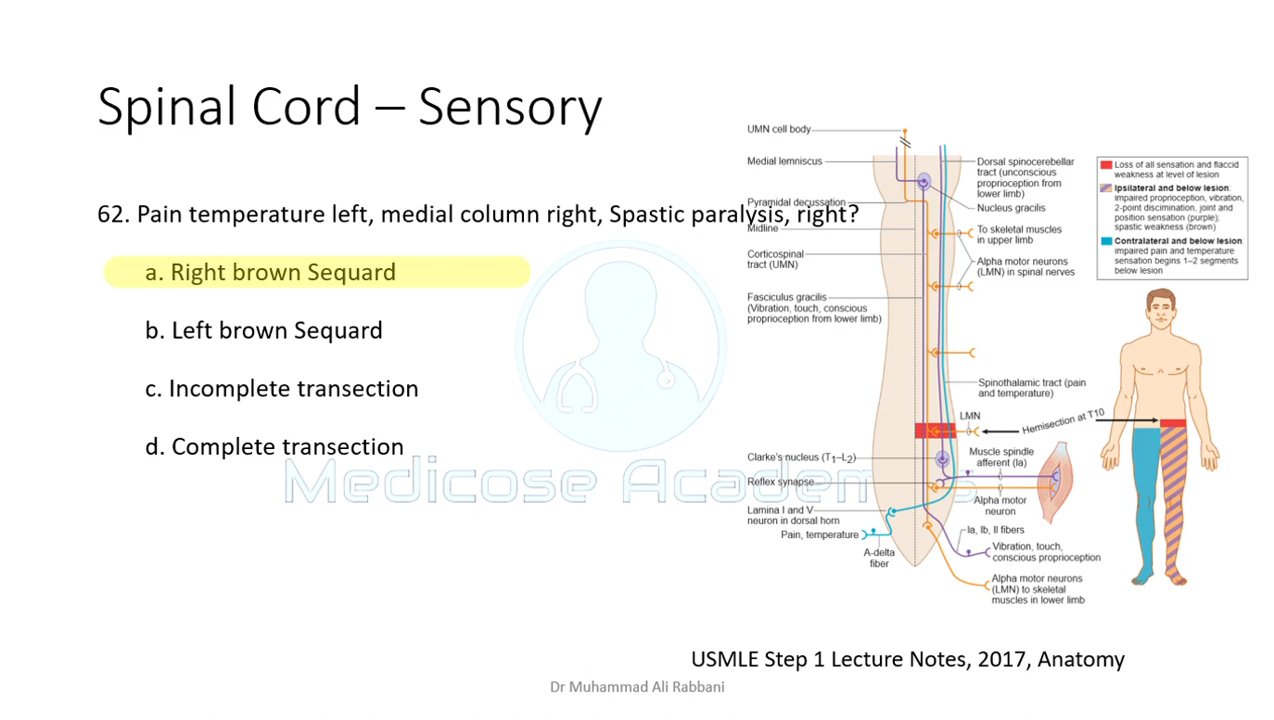 Spinal Cord – Sensory
62. Pain temperature left, medial column right, Spastic paralysis, right?
a. Right brown Sequard
b. Left brown Sequard
c. Incomplete transection
d. Complete transection
UMN cell body
Medial lemniscus
Pyramidal decussation
Midline
Corticospinal
tract (UMN)
Fasciculus gracilis
(Vibration, touch, conscious
proprioception from lower limb)
Clarke's nucleus (T1–L2)
Reflex synapse
Lamina I and V
neuron in dorsal horn
Pain, temperature
A-delta
fiber
Dorsal spinocerebellar
tract (unconscious
proprioception from
lower limb)
Nucleus gracilis
To skeletal muscles
in upper limb
Alpha motor neurons
(LMN) in spinal nerves
Spinothalamic tract (pain
and temperature)
LMN
Hemisection at T10
Muscle spindle
afferent (Ia)
Alpha motor
neuron
Ia, Ib, II fibers
Vibration, touch,
conscious proprioception
Alpha motor neurons
(LMN) to skeletal
muscles in lower limb
Loss of all sensation and flaccid
weakness at level of lesion
Ipsilateral and below lesion:
impaired proprioception, vibration,
2-point discimination, joint and
position sensation (purple);
spastic weakness (brown)
Contralateral and below lesion:
impaired pain and temperature
sensation begins 1–2 segments
below lesion
Medicose Academ
USMLE Step 1 Lecture Notes, 2017, Anatomy
Dr Muhammad Ali Rabbani